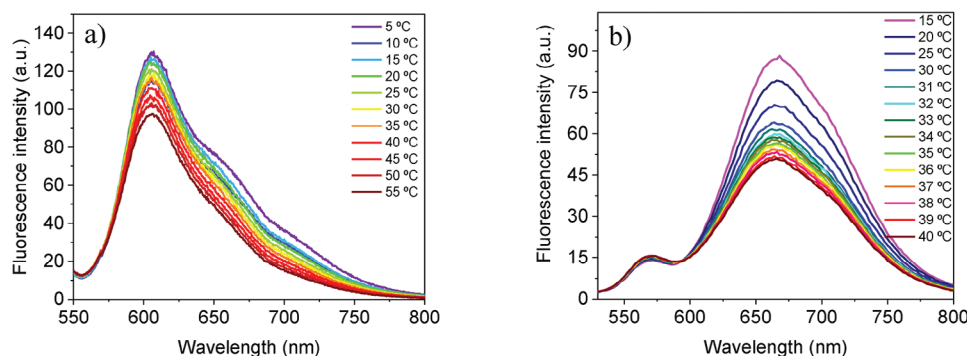 a)
Fluorescence intensity (a.u.)
140
120
100
80
60
40
20
0
550
600
650
700
750
800
Wavelength (nm)
5 ºC
10 ºC
15 ºC
20 ºC
25 ºC
30 ºC
35 ºC
40 ºC
45 ºC
50 ºC
55 ºC
b)
Fluorescence intensity (a.u.)
90
75
60
45
30
15
0
550
600
650
700
750
800
Wavelength (nm)
15 ºC
20 ºC
25 ºC
30 ºC
31 ºC
32 ºC
33 ºC
34 ºC
35 ºC
36 ºC
37 ºC
38 ºC
39 ºC
40 ºC